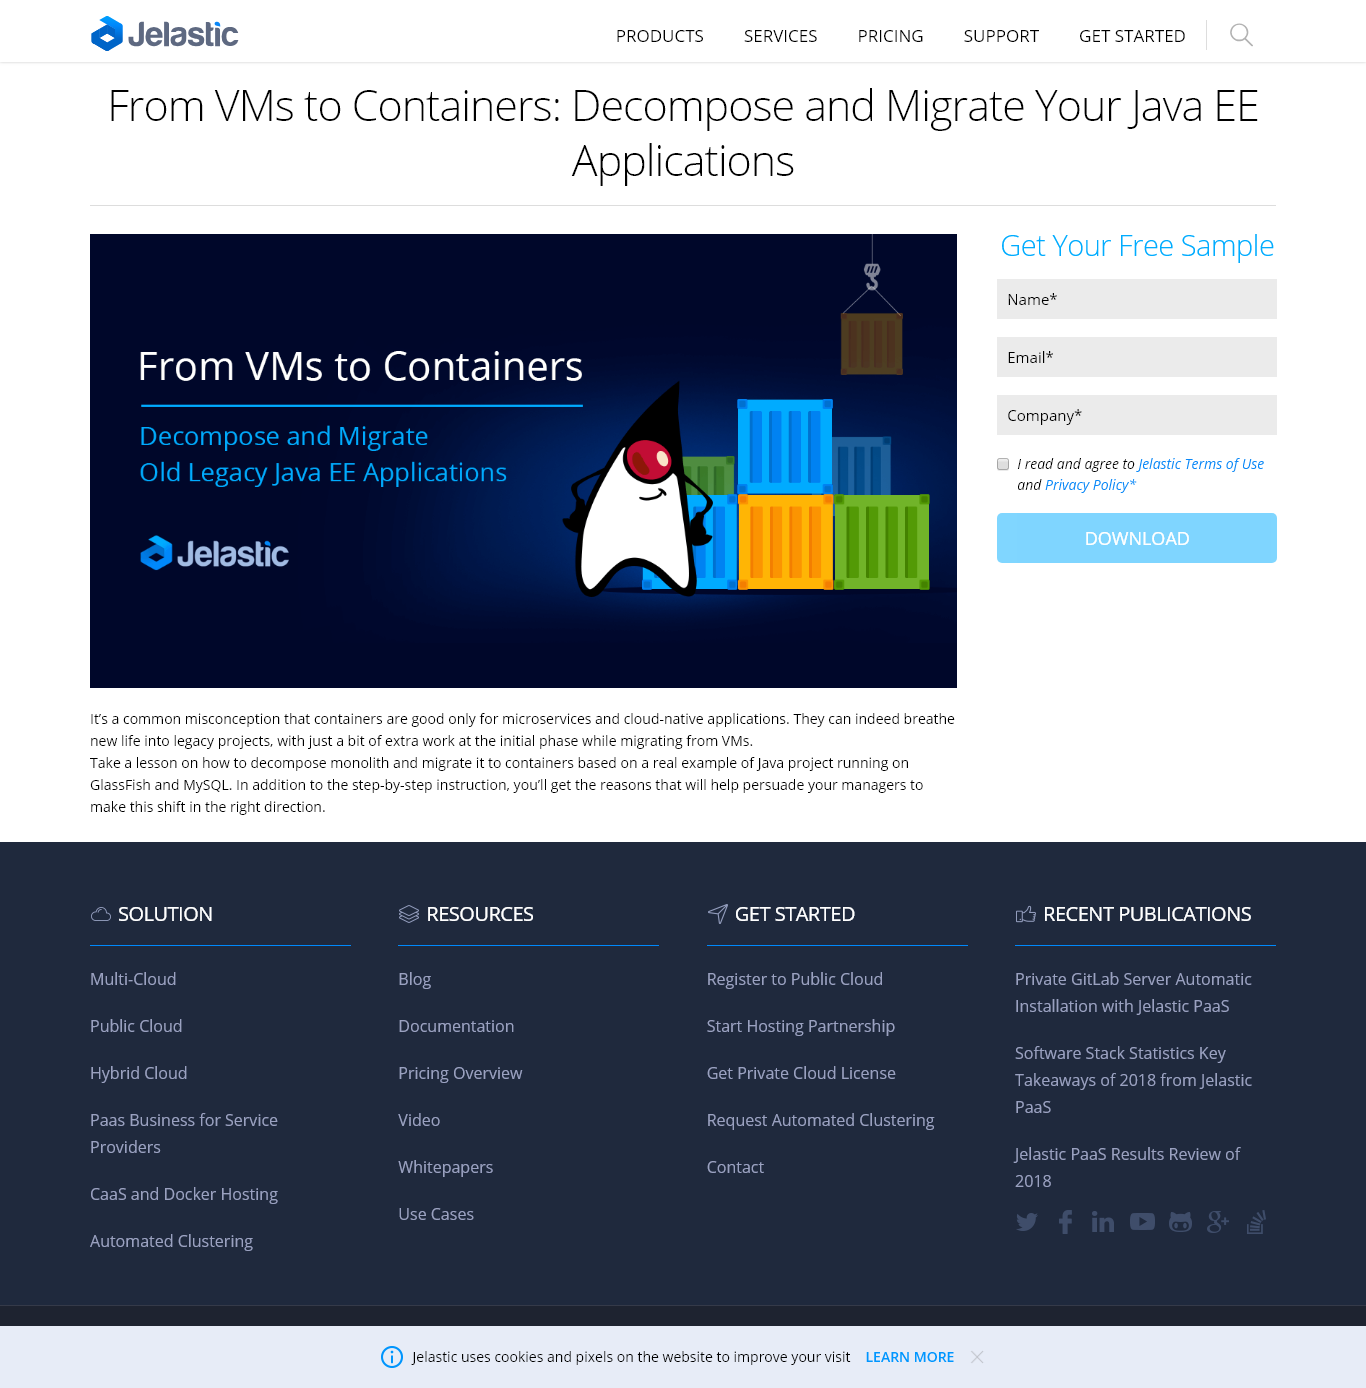 Jelastic
PRODUCTS SERVICES PRICING SUPPORT GET STARTED
From VMs to Containers: Decompose and Migrate Your Java EE
Applications
From VMs to Containers
Decompose and Migrate
Old Legacy Java EE Applications
Jelastic
Get Your Free Sample
Name*
Email*
Company*
I read and agree to Jelastic Terms of Use
and Privacy Policy*
DOWNLOAD
It’s a common misconception that containers are good only for microservices and cloud-native applications. They can indeed breathe
new life into legacy projects, with just a bit of extra work at the initial phase while migrating from VMs.
Take a lesson on how to decompose monolith and migrate it to containers based on a real example of Java project running on
GlassFish and MySQL. In addition to the step-by-step instruction, you’ll get the reasons that will help persuade your managers to
make this shift in the right direction.
SOLUTION
Multi-Cloud
Public Cloud
Hybrid Cloud
Paas Business for Service
Providers
CaaS and Docker Hosting
Automated Clustering
RESOURCES
Blog
Documentation
Pricing Overview
Video
Whitepapers
Use Cases
GET STARTED
Register to Public Cloud
Start Hosting Partnership
Get Private Cloud License
Request Automated Clustering
Contact
RECENT PUBLICATIONS
Private GitLab Server Automatic
Installation with Jelastic PaaS
Software Stack Statistics Key
Takeaways of 2018 from Jelastic
PaaS
Jelastic PaaS Results Review of
2018
Jelastic uses cookies and pixels on the website to improve your visit LEARN MORE